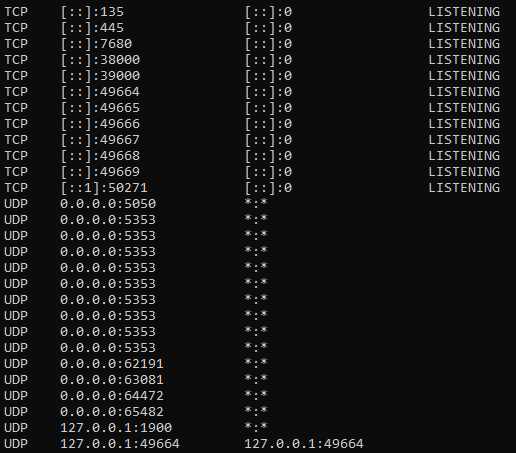 TCP [::]:135 [::]:0 LISTENING
TCP [::]:445 [::]:0 LISTENING
TCP [::]:7680 [::]:0 LISTENING
TCP [::]:38000 [::]:0 LISTENING
TCP [::]:39000 [::]:0 LISTENING
TCP [::]:49664 [::]:0 LISTENING
TCP [::]:49665 [::]:0 LISTENING
TCP [::]:49666 [::]:0 LISTENING
TCP [::]:49667 [::]:0 LISTENING
TCP [::]:49668 [::]:0 LISTENING
TCP [::]:49669 [::]:0 LISTENING
TCP [::1]:50271 [::]:0 LISTENING
UDP 0.0.0.0:5050 *:*
UDP 0.0.0.0:5353 *:*
UDP 0.0.0.0:5353 *:*
UDP 0.0.0.0:5353 *:*
UDP 0.0.0.0:5353 *:*
UDP 0.0.0.0:5353 *:*
UDP 0.0.0.0:5353 *:*
UDP 0.0.0.0:5353 *:*
UDP 0.0.0.0:5353 *:*
UDP 0.0.0.0:5353 *:*
UDP 0.0.0.0:62191 *:*
UDP 0.0.0.0:63081 *:*
UDP 0.0.0.0:64472 *:*
UDP 0.0.0.0:65482 *:*
UDP 127.0.0.1:1900 *:*
UDP 127.0.0.1:49664 127.0.0.1:49664